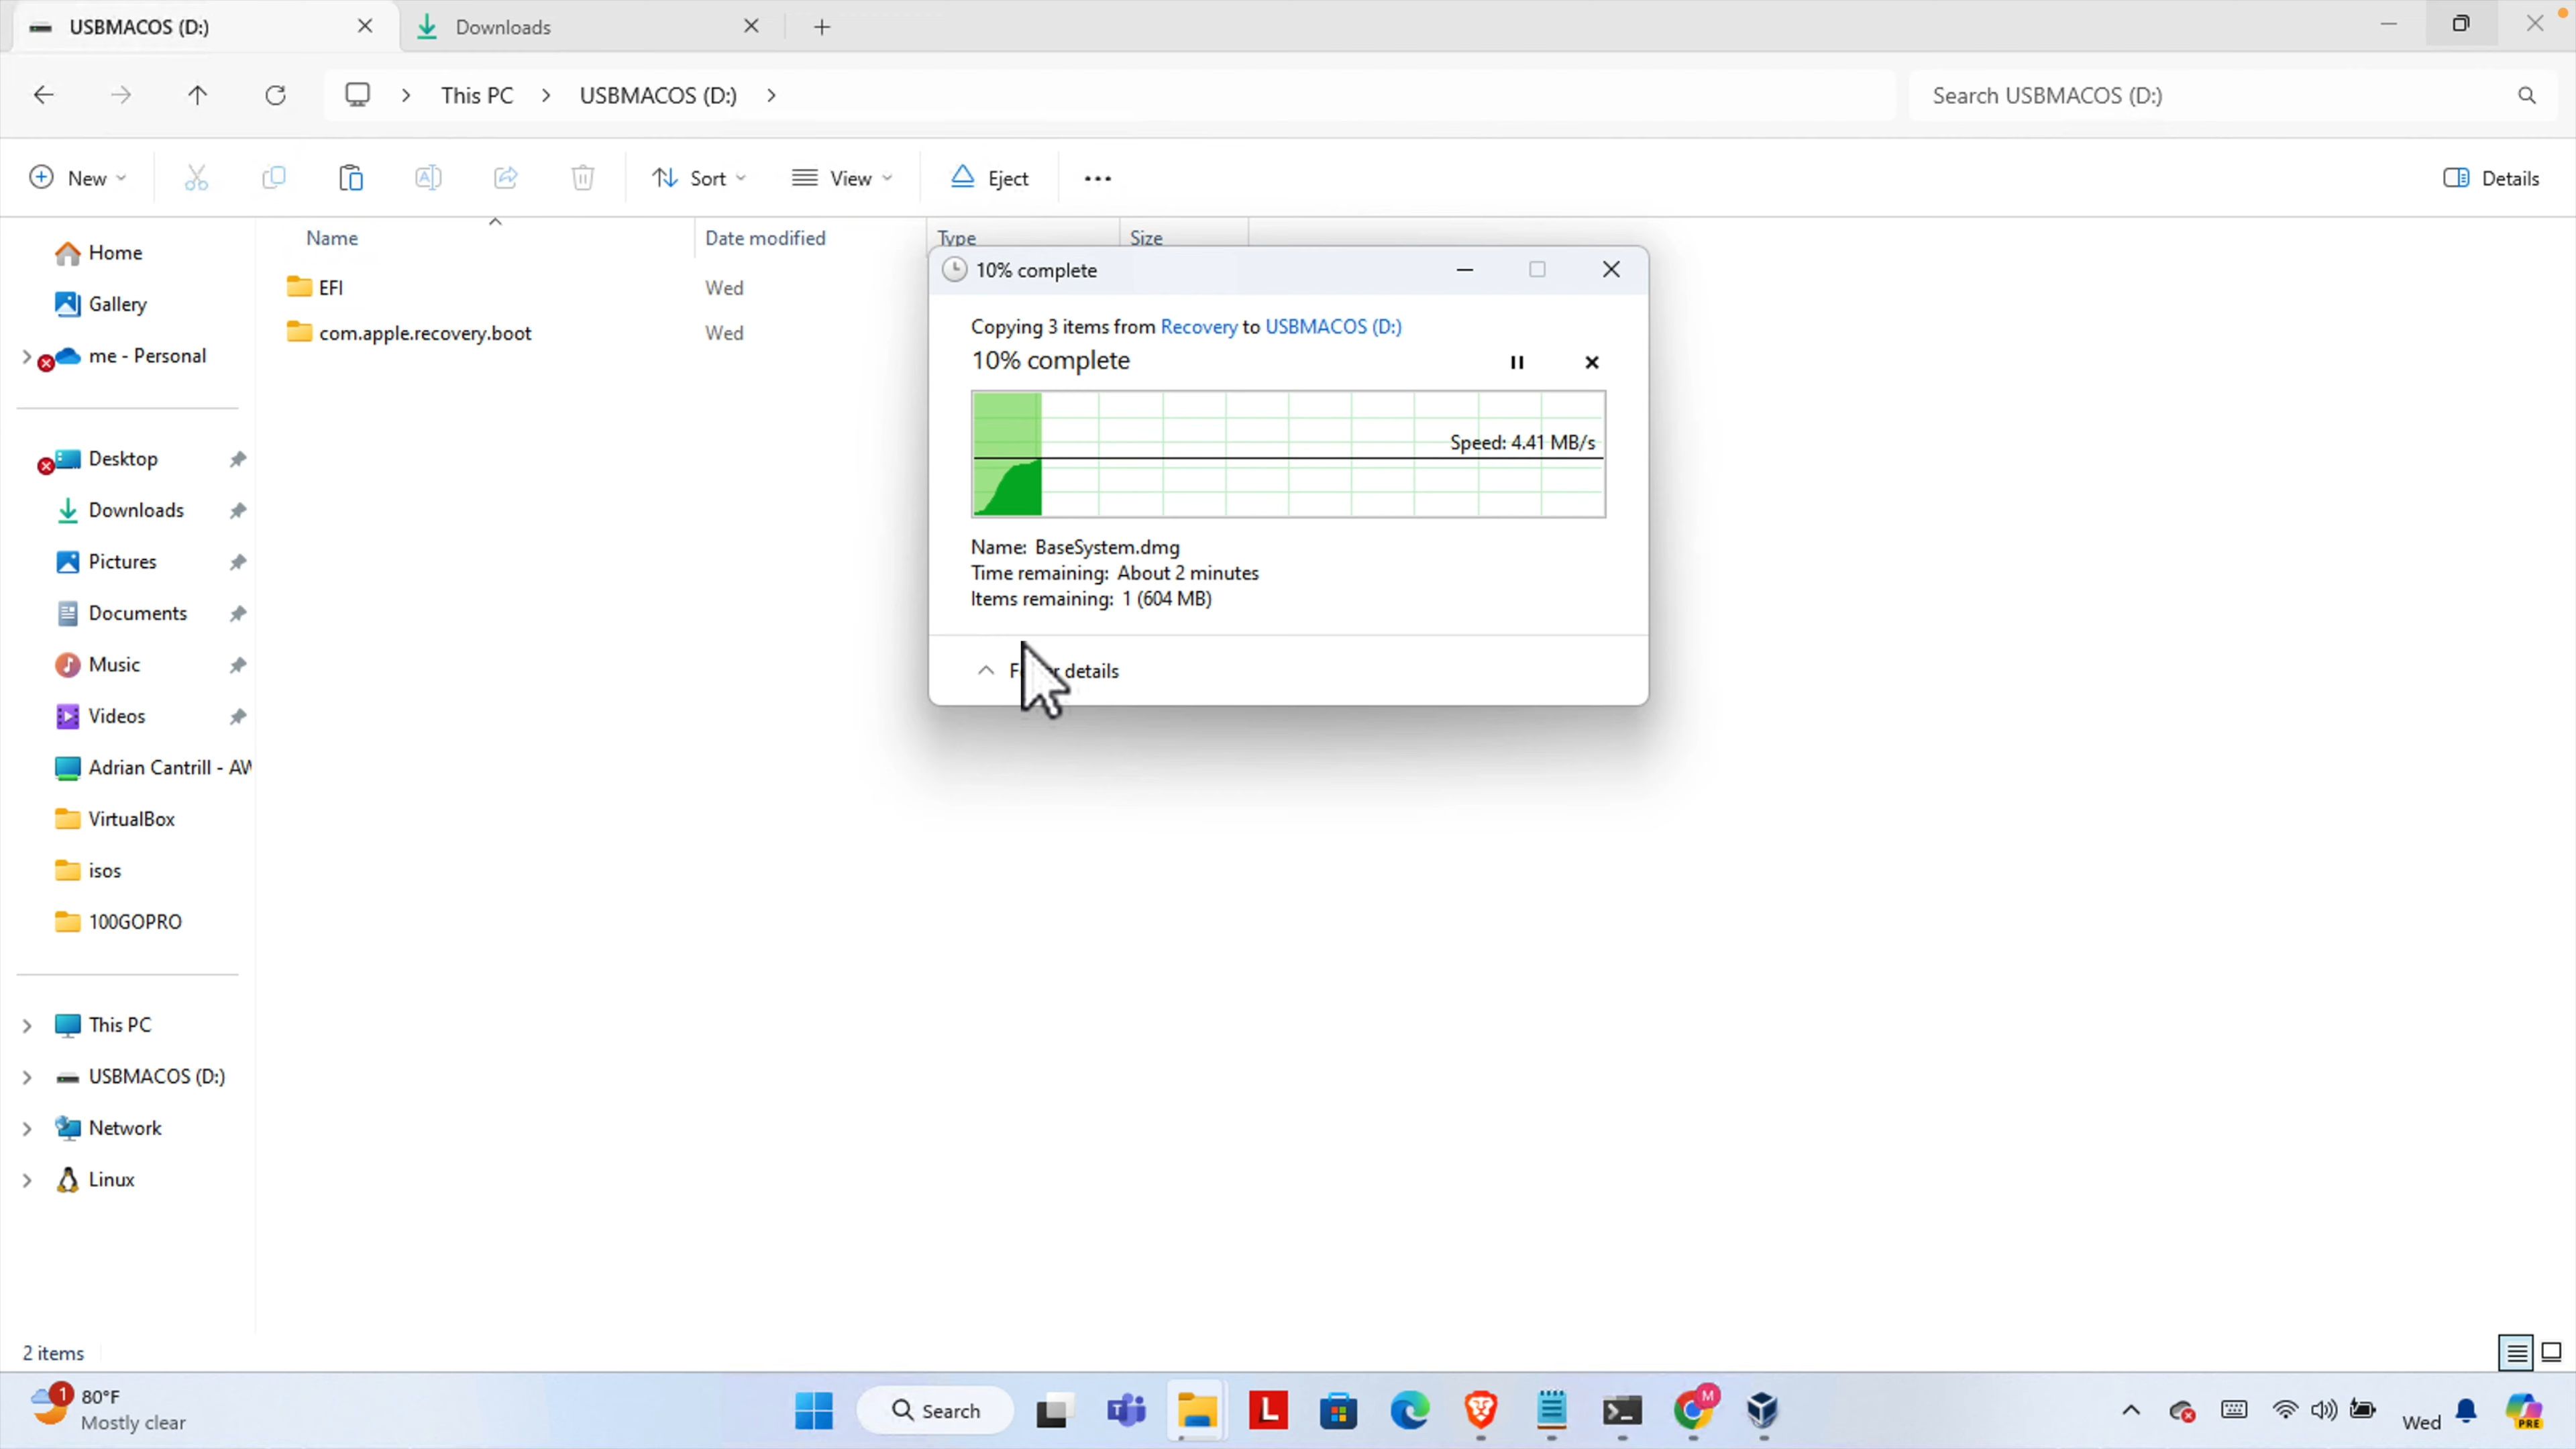 USBMACOS (D:)
Downloads
This PC
USBMACOS (D:)
Search USBMACOS (D:)
New
Sort
View
Eject
Details
Name
Date modified
Type
Size
EFI
Wed
com.apple.recovery.boot
Wed
Home
Gallery
me - Personal
Desktop
Downloads
Pictures
Documents
Music
Videos
Adrian Cantrill - AW
VirtualBox
isos
100GOPRO
This PC
USBMACOS (D:)
Network
Linux
10% complete
Copying 3 items from Recovery to USBMACOS (D:)
10% complete
Speed: 4.41 MB/s
Name: BaseSystem.dmg
Time remaining: About 2 minutes
Items remaining: 1 (604 MB)
details
2 items
1
80°F
Mostly clear
Search
L
M
Wed
PRE